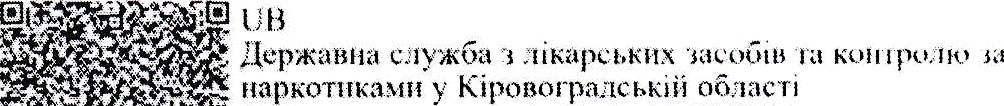 UB
Державна служба з лікарських засобів та контролю за
наркотиками у Кіровоградській області